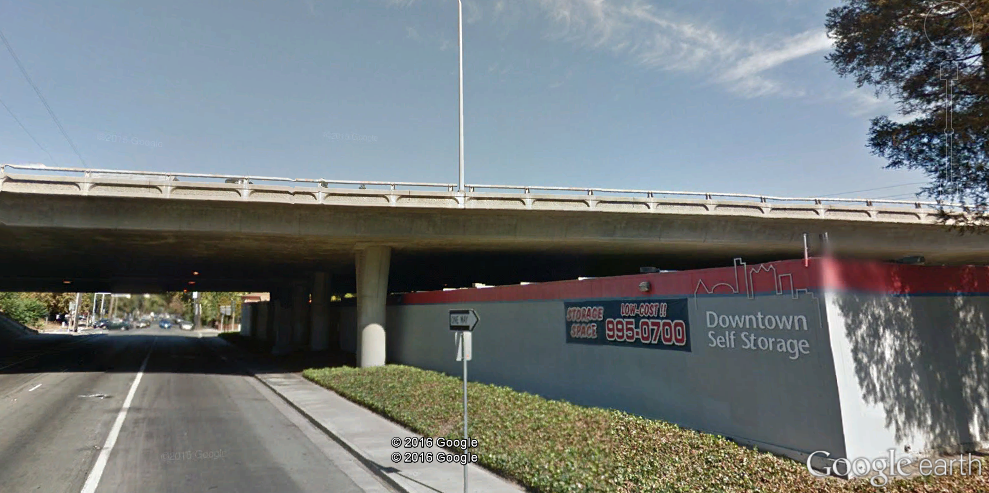 STORAGE
SPACE
LOW-COST !!
995-0700
Downtown
Self Storage
ONE WAY
© 2016 Google
© 2016 Google
Google earth